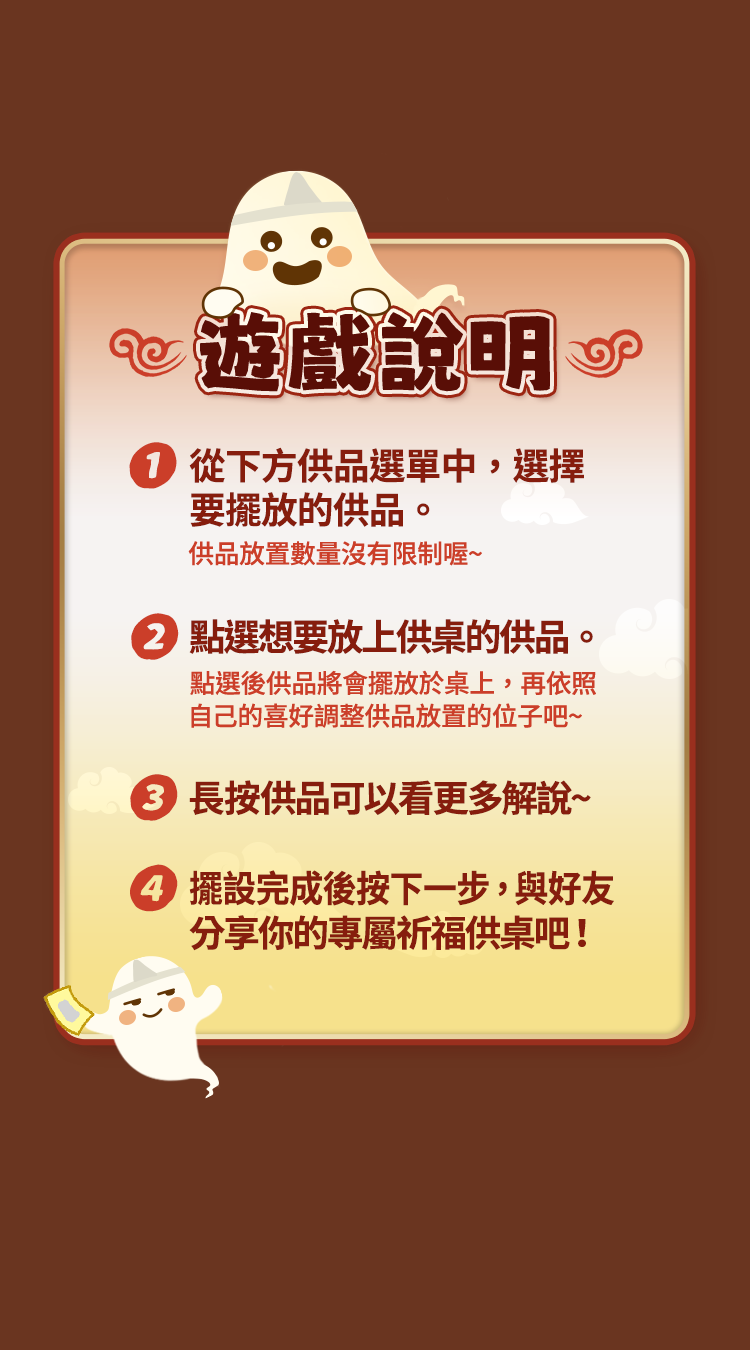 遊戲說明
1 從下方供品選單中，選擇
要擺放的供品。
供品放置數量沒有限制喔~
2 點選想要放上供桌的供品。
點選後供品將會擺放於桌上，再依照
自己的喜好調整供品放置的位子吧~
3 長按供品可以看更多解說~
4 擺設完成後按下一步，與好友
分享你的專屬祈福供桌吧！